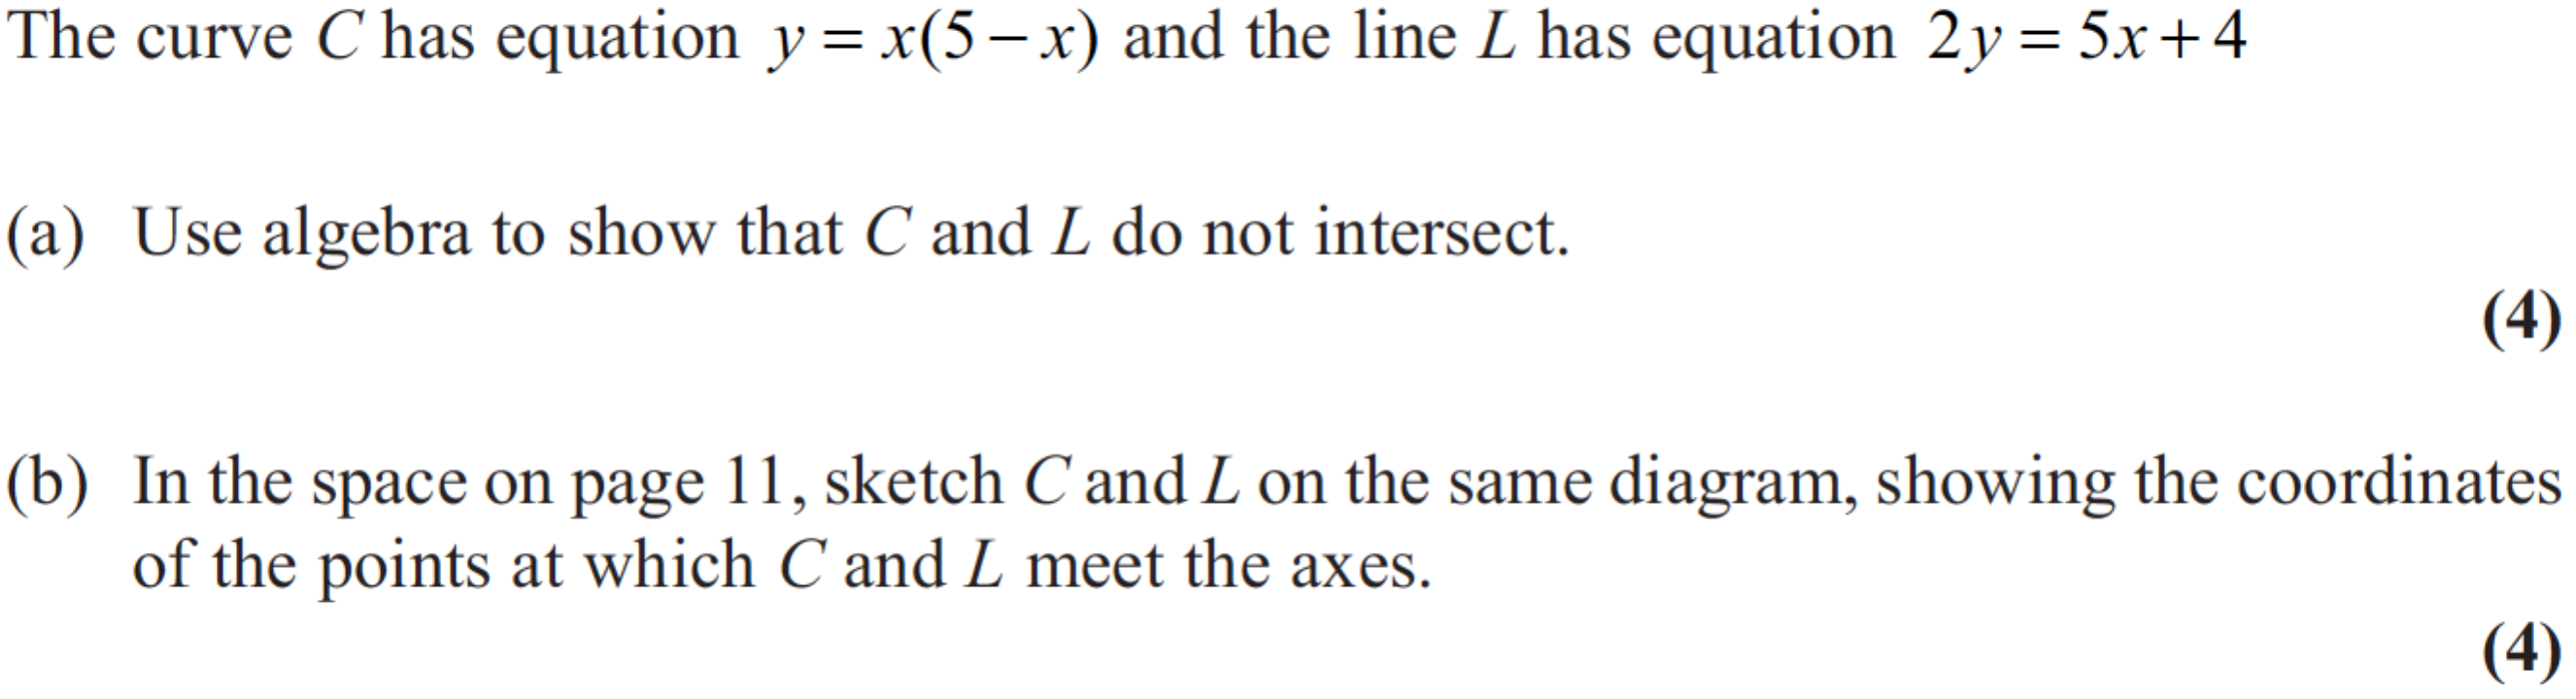 The curve C has equation y = x(5 − x) and the line L has equation 2y = 5x + 4
(a) Use algebra to show that C and L do not intersect.
(4)
(b) In the space on page 11, sketch C and L on the same diagram, showing the coordinates
of the points at which C and L meet the axes.
(4)